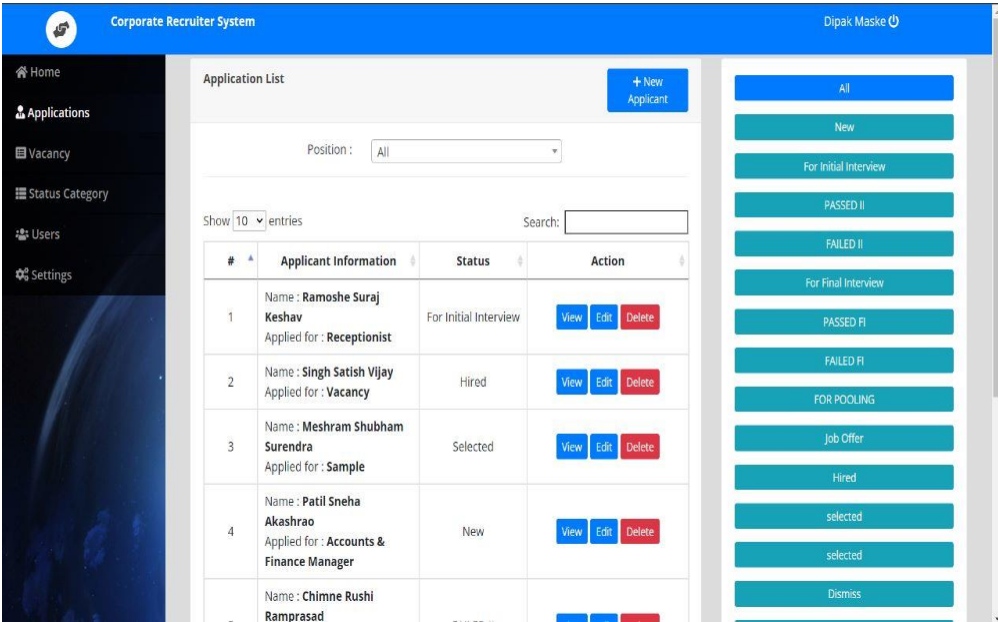 Corporate Recruiter System
Dipak Maske
Home
Applications
Vacancy
Status Category
Users
Settings
Application List
+ New
Applicant
Position :
All
Show 10 entries
Search:
# Applicant Information Status Action
1
Name : Ramoshe Suraj
Keshav
Applied for : Receptionist
For Initial Interview
View Edit Delete
2
Name : Singh Satish Vijay
Applied for : Vacancy
Hired
View Edit Delete
3
Name : Meshram Shubham
Surendra
Applied for : Sample
Selected
View Edit Delete
4
Name : Patil Sneha
Akashrao
Applied for : Accounts &
Finance Manager
New
View Edit Delete
Name : Chimne Rushi
Ramprasad
All
New
For Initial Interview
PASSED II
FAILED II
For Final Interview
PASSED FI
FAILED FI
FOR POOLING
Job Offer
Hired
selected
selected
Dismiss